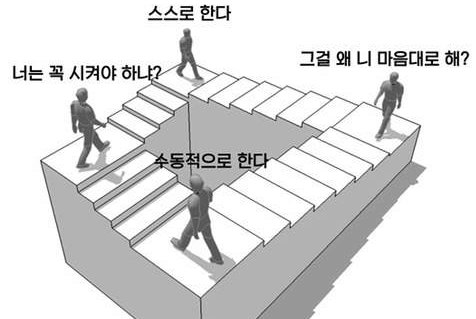 스스로 한다
그걸 왜 니 마음대로 해?
너는 꼭 시켜야 하냐?
수동적으로 한다